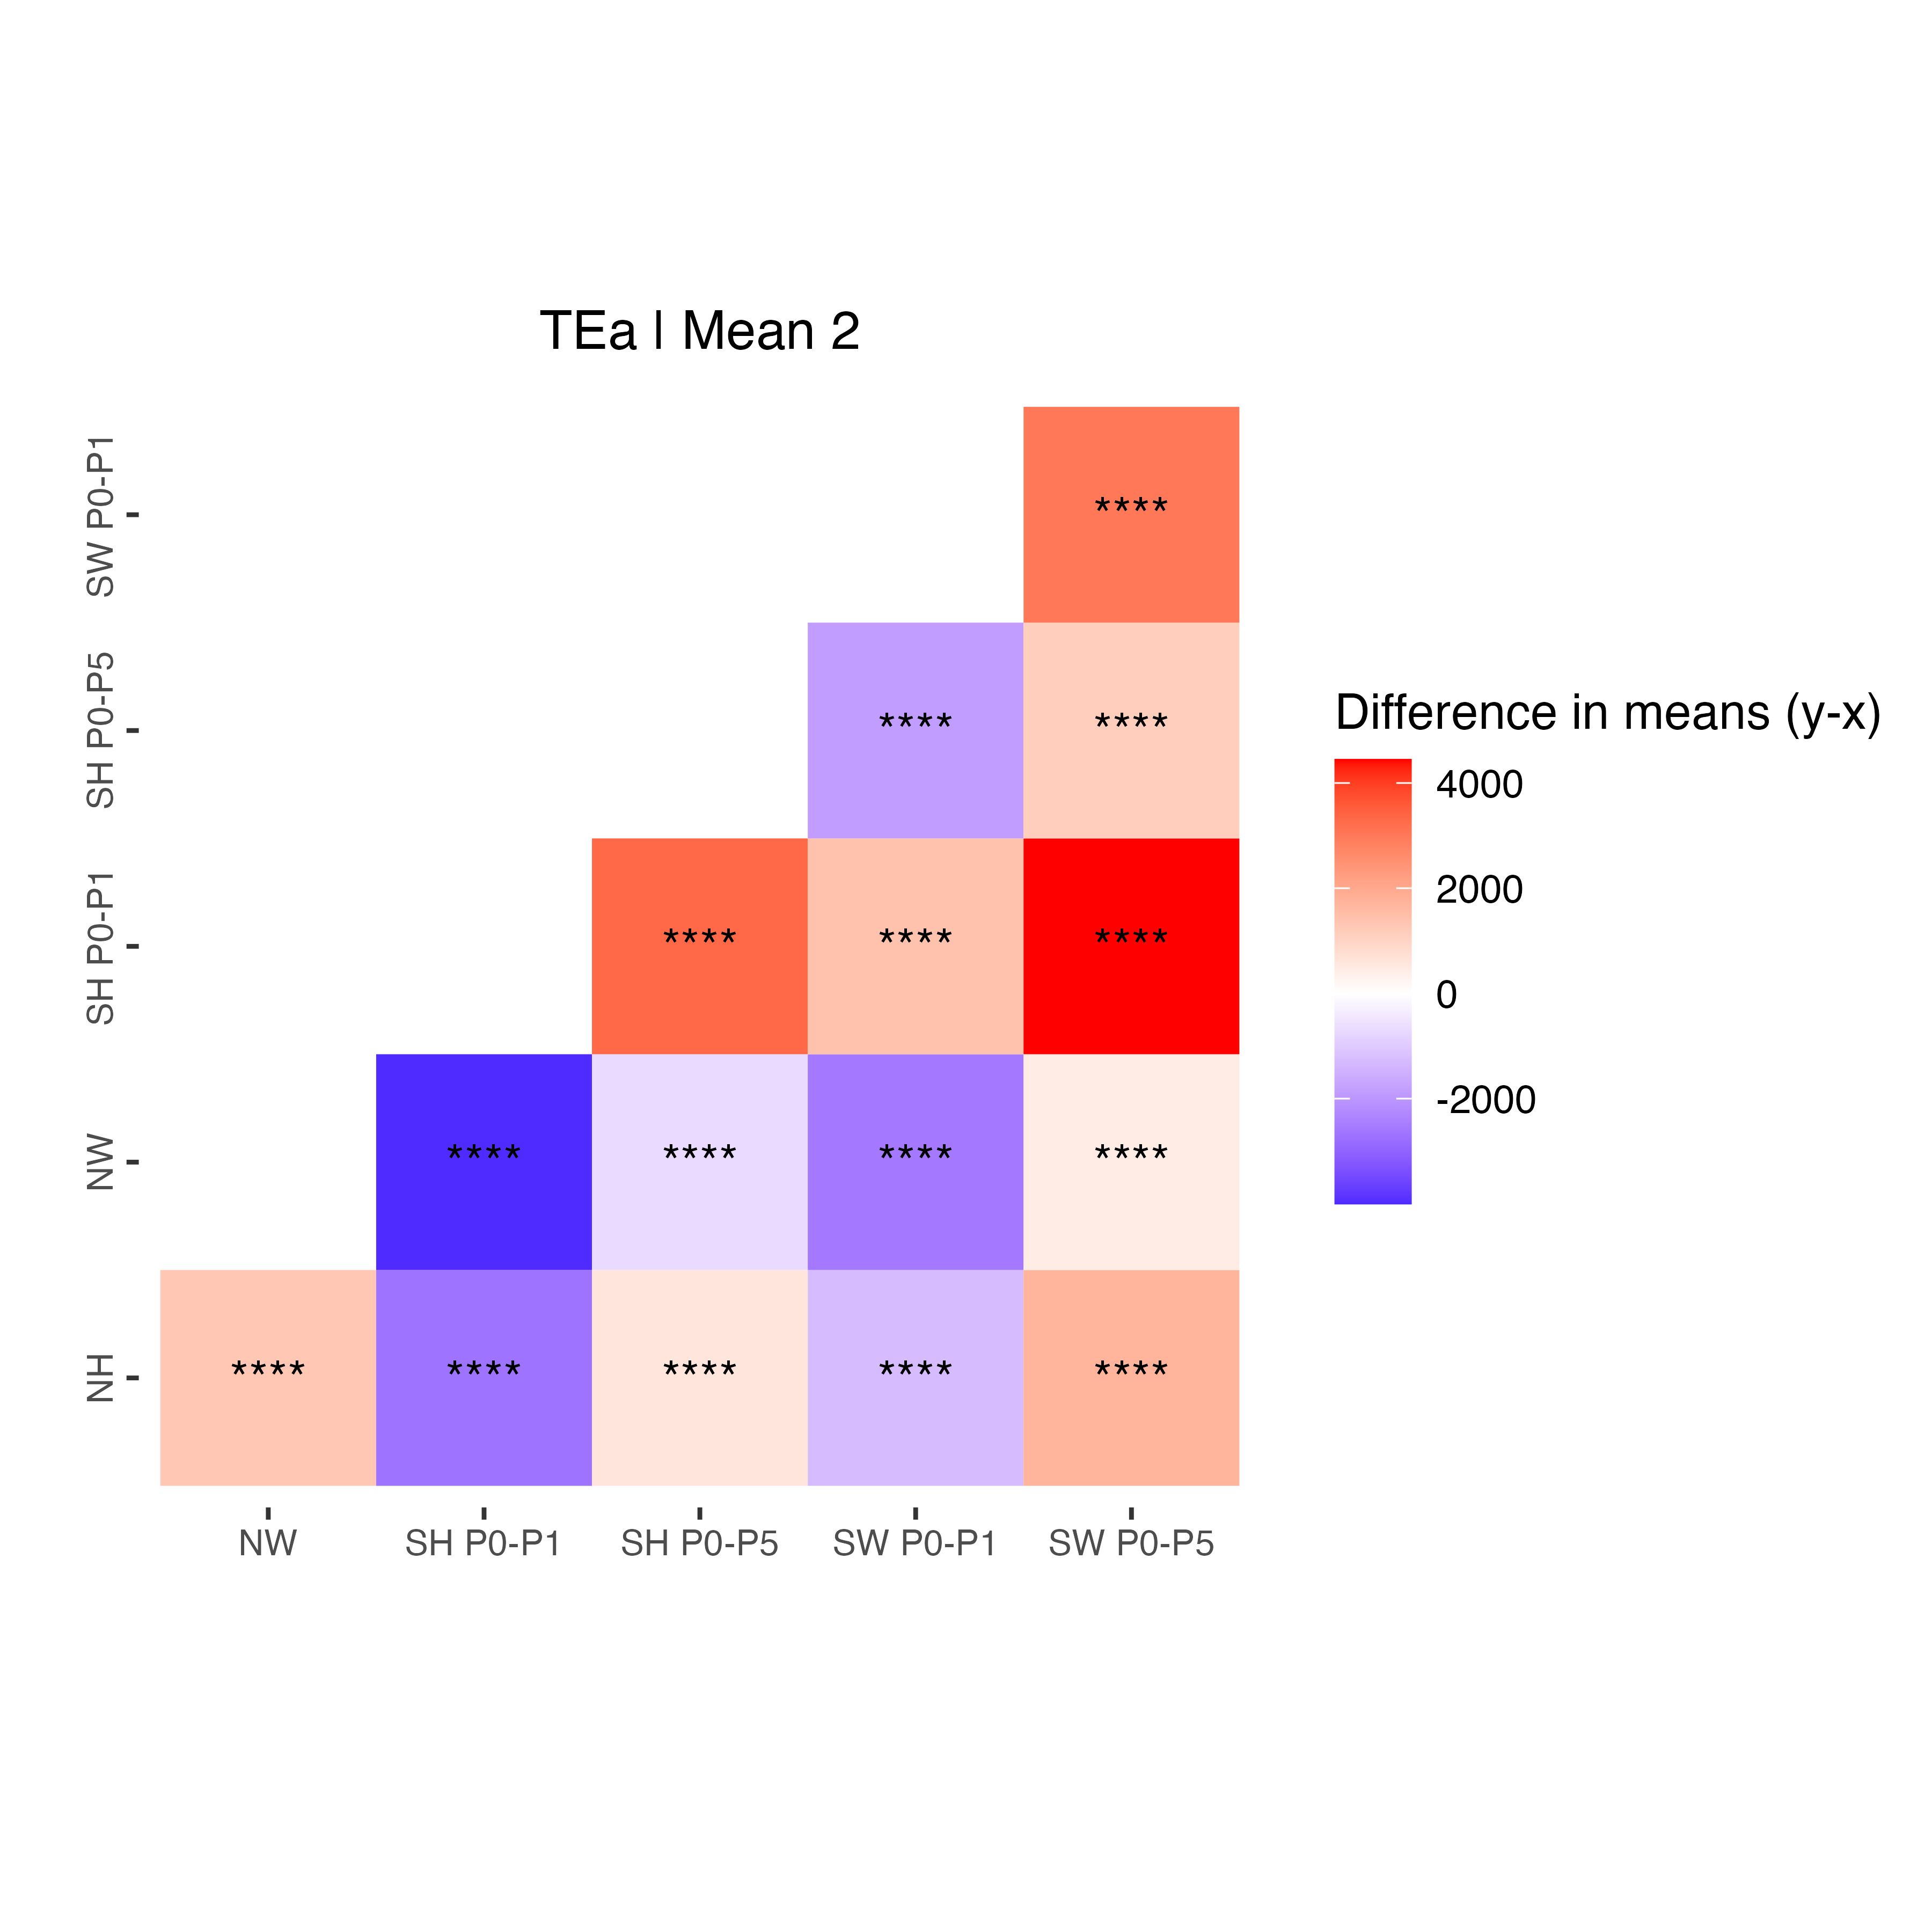 TEa | Mean 2
SW P0-P1
****
SH P0-P5
**** ****
SH P0-P1
**** **** ****
NW
**** **** **** ****
NH
**** **** **** **** ****
NW SH P0-P1 SH P0-P5 SW P0-P1 SW P0-P5
Difference in means (y-x)
4000
2000
0
-2000